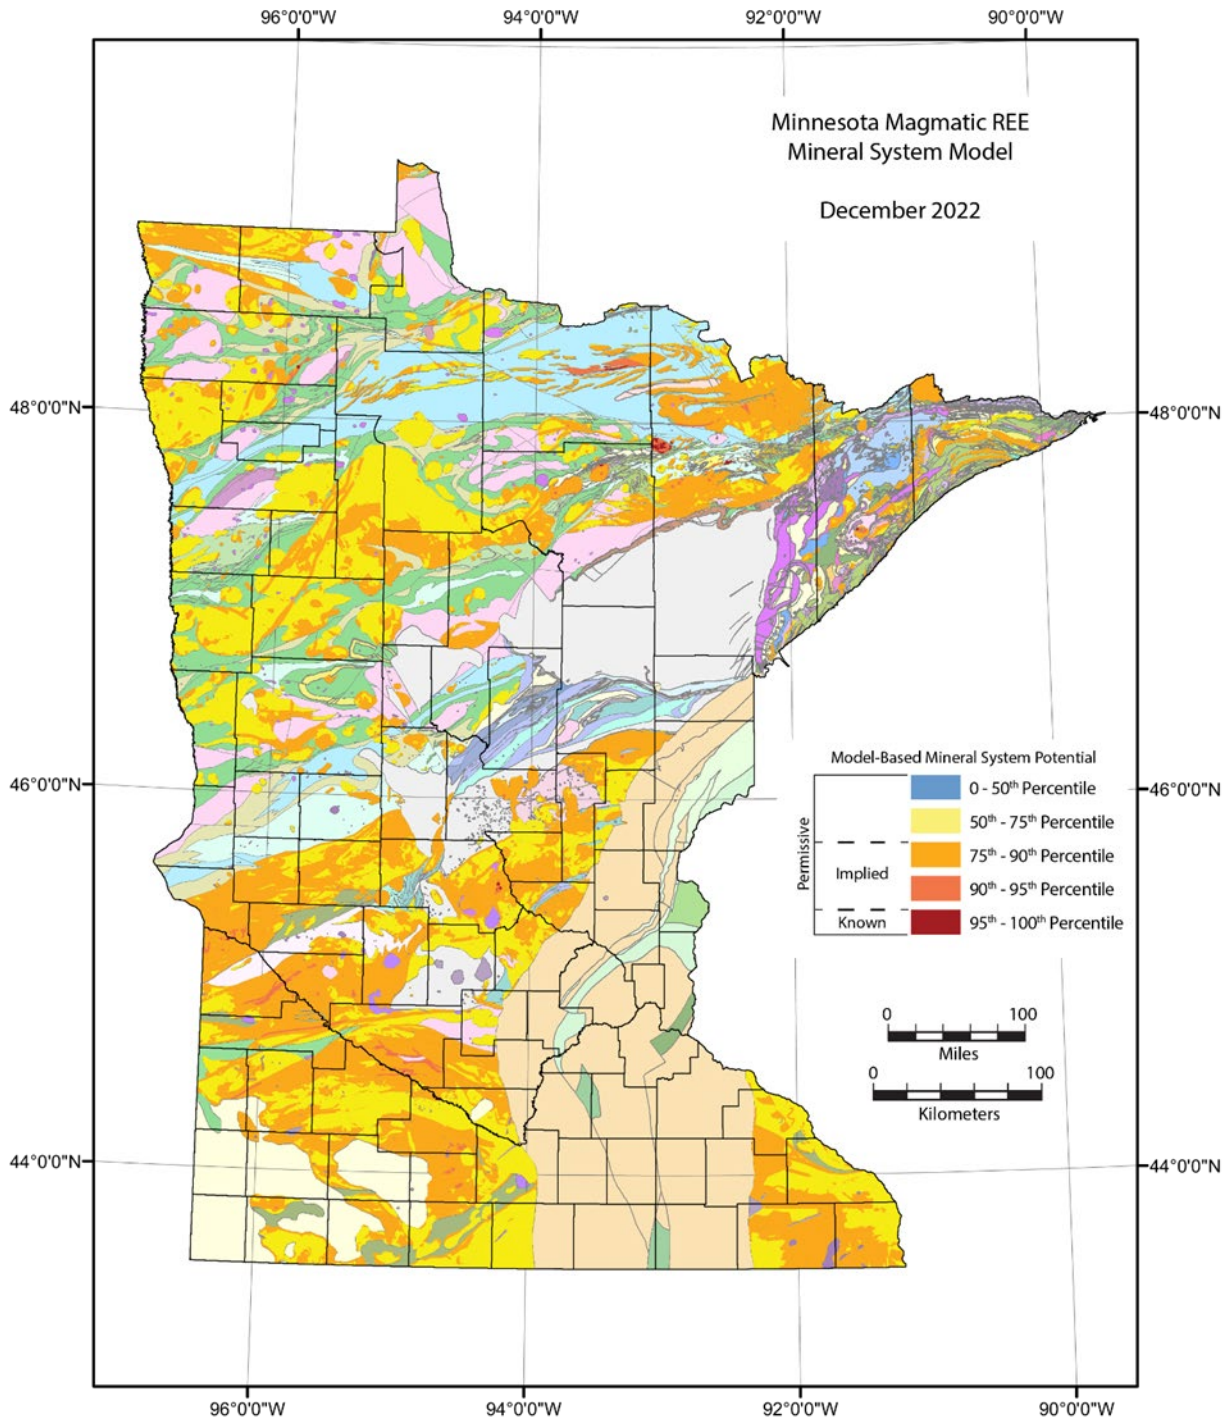 96°0'0"W 94°0'0"W 92°0'0"W 90°0'0"W
Minnesota Magmatic REE
Mineral System Model
December 2022
48°0'0"N 48°0'0"N
Model-Based Mineral System Potential
46°0'0"N 46°0'0"N
0 - 50th Percentile
50th - 75th Percentile
Permissive
75th - 90th Percentile
Implied
90th - 95th Percentile
Known
95th - 100th Percentile
0 100
Miles
0 100
Kilometers
44°0'0"N 44°0'0"N
96°0'0"W 94°0'0"W 92°0'0"W 90°0'0"W